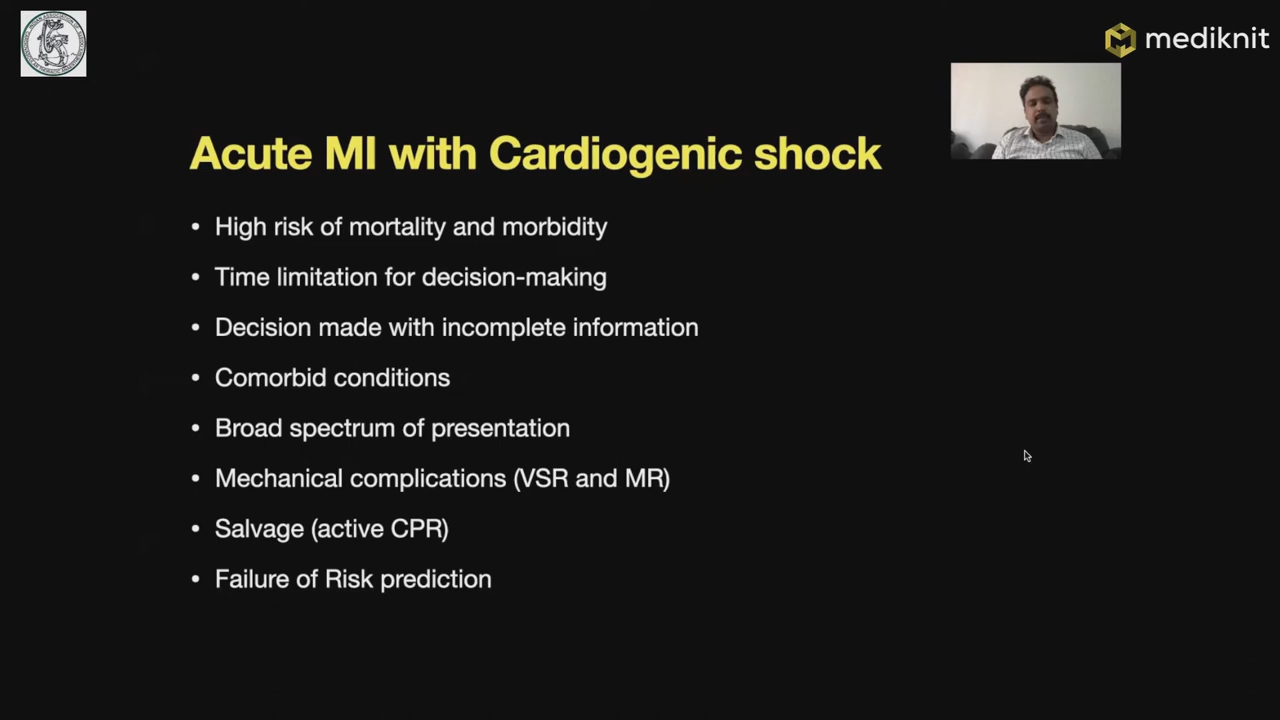 mediknit
Acute MI with Cardiogenic shock
• High risk of mortality and morbidity
• Time limitation for decision-making
• Decision made with incomplete information
• Comorbid conditions
• Broad spectrum of presentation
• Mechanical complications (VSR and MR)
• Salvage (active CPR)
• Failure of Risk prediction